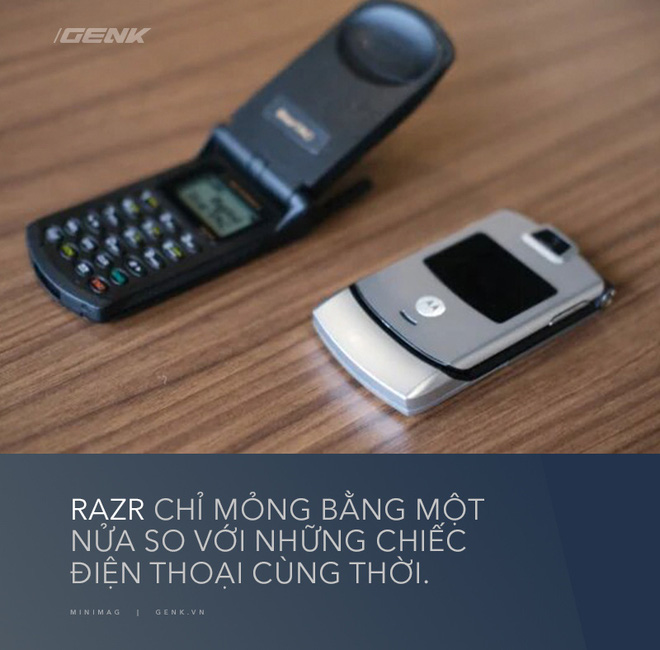 GENK
RAZR CHỈ MỎNG BẰNG MỘT
NỬA SO VỚI NHỮNG CHIẾC
ĐIỆN THOẠI CÙNG THỜI.
MINIMAG | GENK.VN